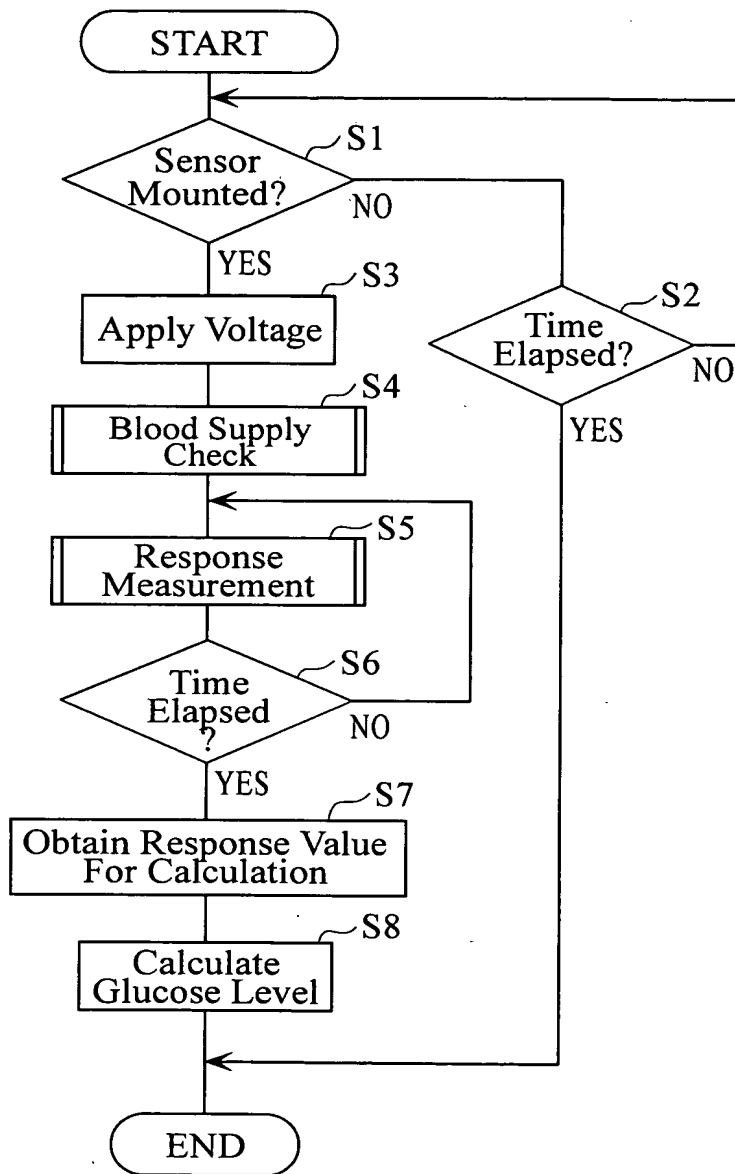 START
S1
Sensor
Mounted?
NO
YES
S3
Apply Voltage
S2
Time
Elapsed?
NO
YES
S4
Blood Supply
Check
S5
Response
Measurement
S6
Time
Elapsed
?
NO
YES
S7
Obtain Response Value
For Calculation
S8
Calculate
Glucose Level
END